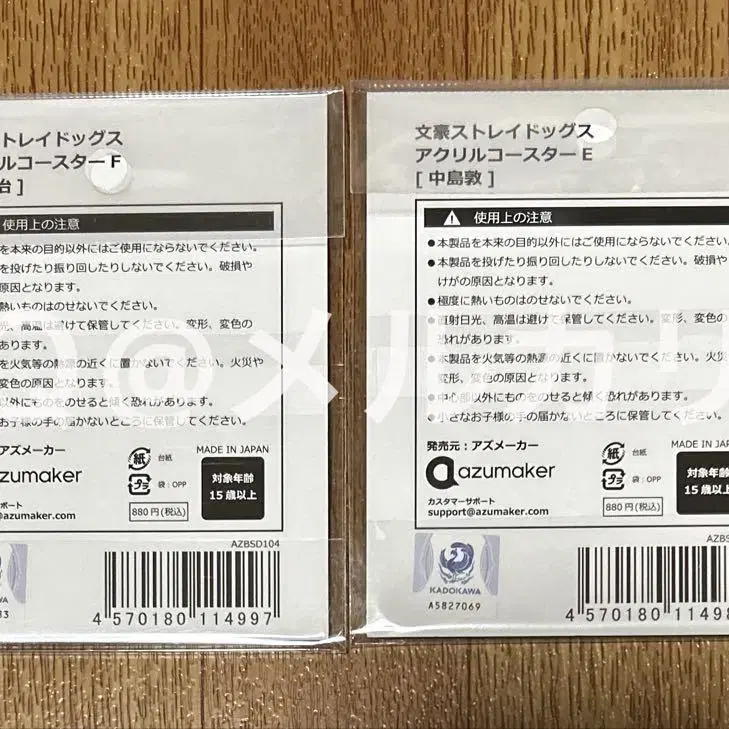 トレイドッグス
ルコースターF
台 ]
使用上の注意
を本来の目的以外にはご使用にならないでください。
を投げたり振り回したりしないでください。破損や
原因となります。
熱いものはのせないでください。
光、高温は避けて保管してください。変形、変色の
あります。
を火気等の熱源の近くに置かないでください。火災や
変色の原因となります。
以外にものをのせると傾く恐れがあります。
お子様の手の届かないところに保管してください。
アズメーカー
azumaker
ポート
@azumaker.com
紙 台紙
プラ 袋:OPP
880円(税込)
MADE IN JAPAN
対象年齢
15歳以上
AZBSD104
KAWA
4 570180 114997
文豪ストレイドッグス
アクリルコースターE
[ 中島敦 ]
使用上の注意
●本製品を本来の目的以外にはご使用にならないでください。
●本製品を投げたり振り回したりしないでください。破損や
けがの原因となります。
●極度に熱いものはのせないでください。
●直射日光、高温は避けて保管してください。変形、変色の
恐れがあります。
●本製品を火気等の熱源の近くに置かないでください。火災
変形、変色の原因となります。
●中心部以外にものをのせると傾く恐れがあります。
●小さなお子様の手の届かないところに保管してください。
発売元:アズメーカー
azumaker
カスタマーサポート
support@azumaker.com
紙 台紙
プラ 袋:OPP
880円(税込)
MADE IN JAPA
対象年齢
15歳以上
AZBS
KADOKAWA
A5827069
4 570180 1149
@メルカリ